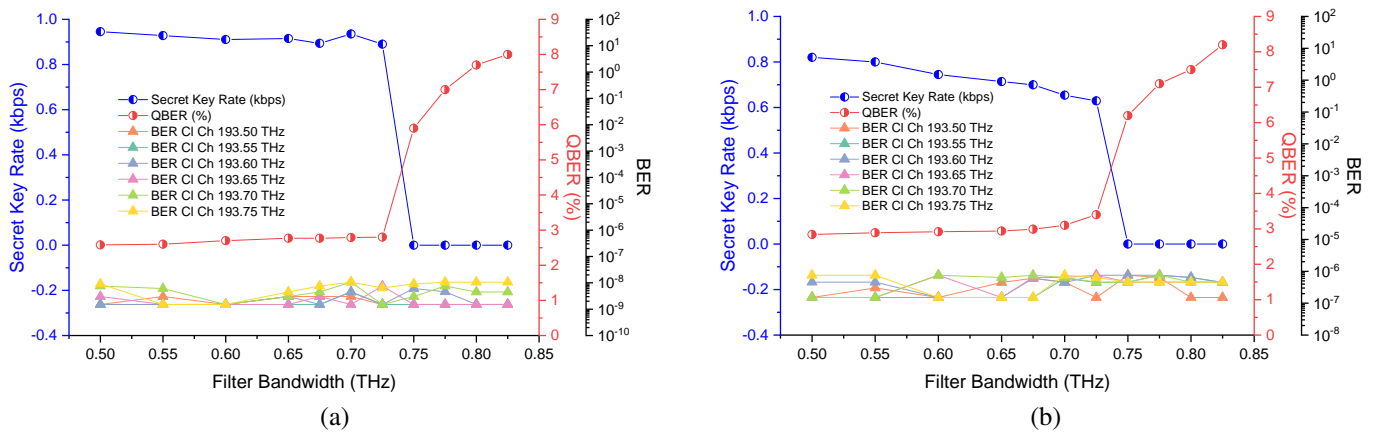 1.0
0.8
0.6
0.4
0.2
0.0
-0.2
-0.4
Secret Key Rate (kbps)
Secret Key Rate (kbps)
QBER (%)
BER Cl Ch 193.50 THz
BER Cl Ch 193.55 THz
BER Cl Ch 193.60 THz
BER Cl Ch 193.65 THz
BER Cl Ch 193.70 THz
BER Cl Ch 193.75 THz
9
8
7
6
5
4
3
2
1
0
QBER (%)
10^2
10^1
10^0
10^-1
10^-2
10^-3
10^-4
10^-5
10^-6
10^-7
10^-8
10^-9
10^-10
BER
0.50 0.55 0.60 0.65 0.70 0.75 0.80 0.85
Filter Bandwidth (THz)
(a)
1.0
0.8
0.6
0.4
0.2
0.0
-0.2
-0.4
Secret Key Rate (kbps)
Secret Key Rate (kbps)
QBER (%)
BER Cl Ch 193.50 THz
BER Cl Ch 193.55 THz
BER Cl Ch 193.60 THz
BER Cl Ch 193.65 THz
BER Cl Ch 193.70 THz
BER Cl Ch 193.75 THz
9
8
7
6
5
4
3
2
1
0
QBER (%)
10^2
10^1
10^0
10^-1
10^-2
10^-3
10^-4
10^-5
10^-6
10^-7
10^-8
BER
0.50 0.55 0.60 0.65 0.70 0.75 0.80 0.85
Filter Bandwidth (THz)
(b)